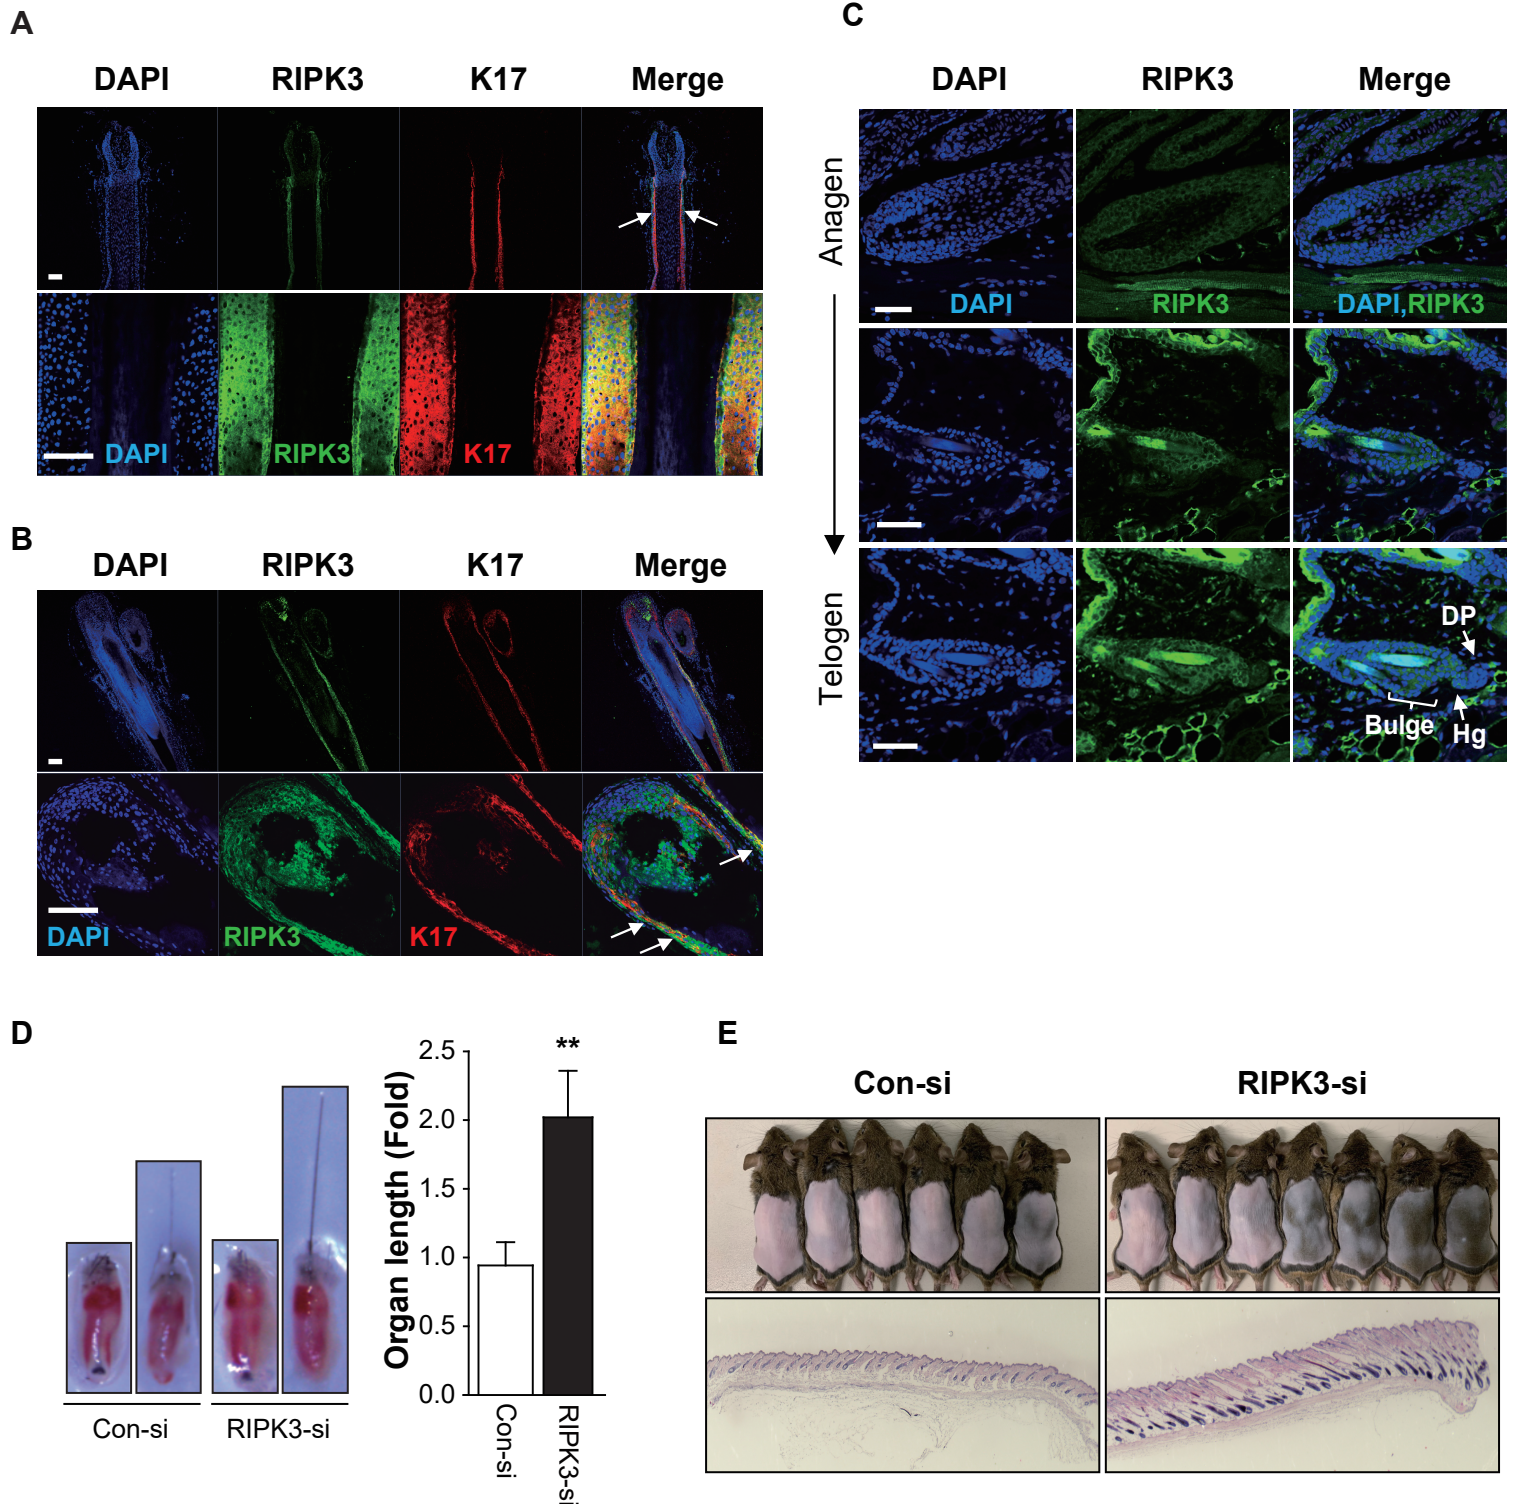 A
DAPI RIPK3 K17 Merge
DAPI RIPK3 K17
B
DAPI RIPK3 K17 Merge
DAPI RIPK3 K17
C
DAPI RIPK3 Merge
Anagen
DAPI RIPK3 DAPI,RIPK3
Telogen
DP
Bulge Hg
D
Con-si RIPK3-si
Organ length (Fold)
2.5
2.0
1.5
1.0
0.5
0.0
**
Con-si
RIPK3-si
E
Con-si RIPK3-si